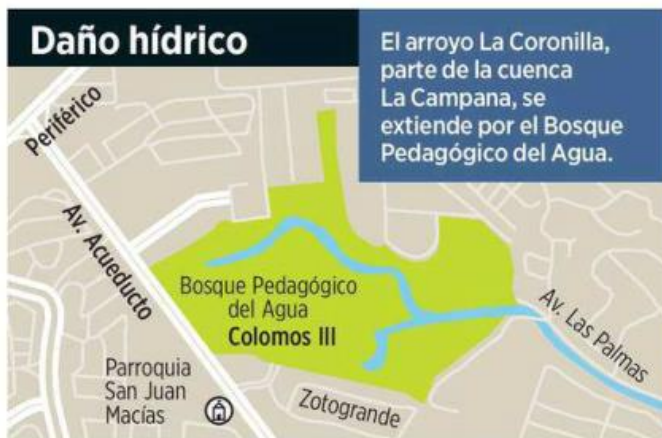 Daño hídrico
El arroyo La Coronilla,
parte de la cuenca
La Campana, se
extiende por el Bosque
Pedagógico del Agua.
Periférico
Av. Acueducto
Bosque Pedagógico
del Agua
Colomos III
Av. Las Palmas
Parroquia
San Juan
Macías
Zotogrande